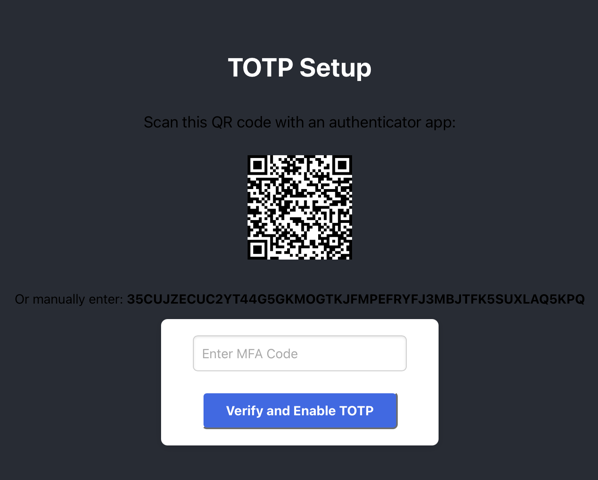 TOTP Setup
Scan this QR code with an authenticator app:
Or manually enter: 35CUJZECUC2YT44G5GKMOGTKJFMPEFRYFJ3MBJTFK5SUXLAQ5KPQ
Enter MFA Code
Verify and Enable TOTP